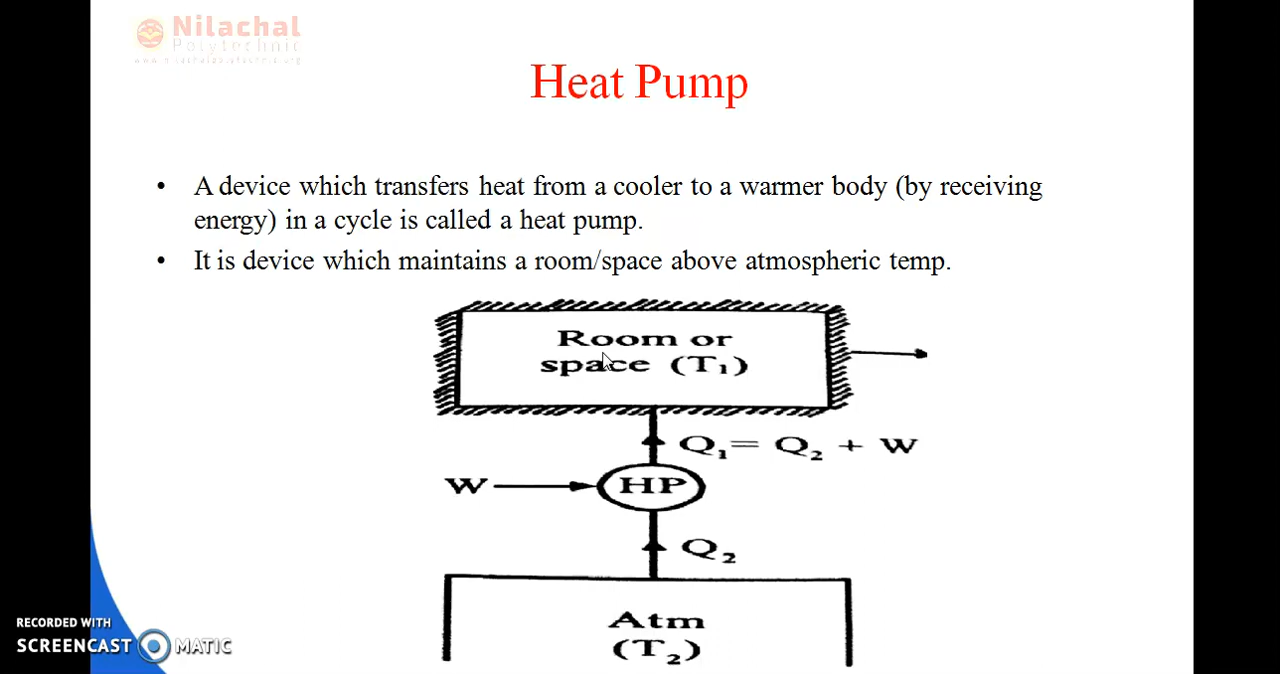 Nilachal
Polytechnic
Heat Pump
• A device which transfers heat from a cooler to a warmer body (by receiving
energy) in a cycle is called a heat pump.
• It is device which maintains a room/space above atmospheric temp.
Room or
space (T₁)
Q₁= Q₂ + W
W
HP
Q₂
Atm
(T₂)
RECORDED WITH
SCREENCAST MATIC